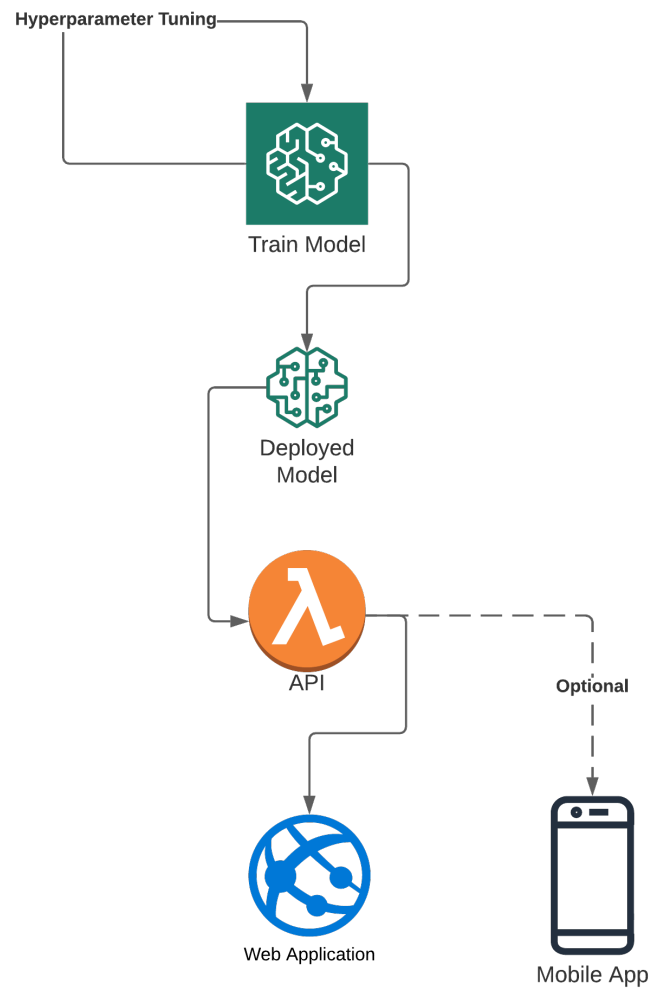 Hyperparameter Tuning
Train Model
Deployed
Model
API
Optional
Web Application
Mobile App